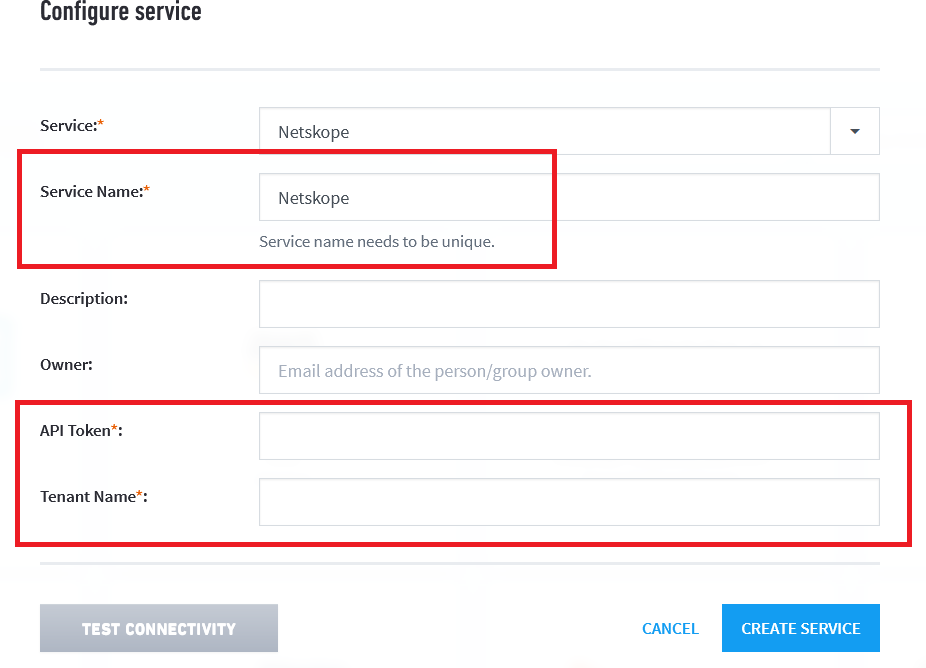 Configure service
Service:*
Netskope
Service Name:*
Netskope
Service name needs to be unique.
Description:
Owner:
Email address of the person/group owner.
API Token*:
Tenant Name*:
TEST CONNECTIVITY
CANCEL
CREATE SERVICE